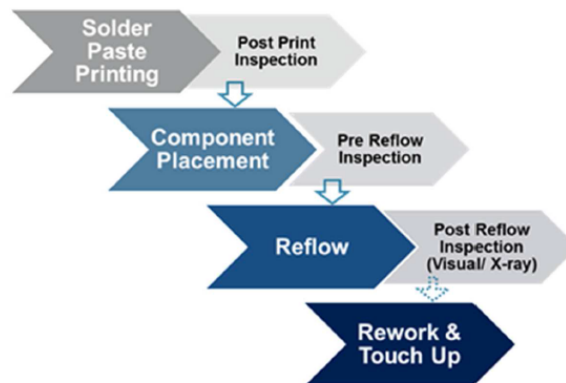 Solder
Paste
Printing
Post Print
Inspection
Component
Placement
Pre Reflow
Inspection
Reflow
Post Reflow
Inspection
(Visual/ X-ray)
Rework &
Touch Up